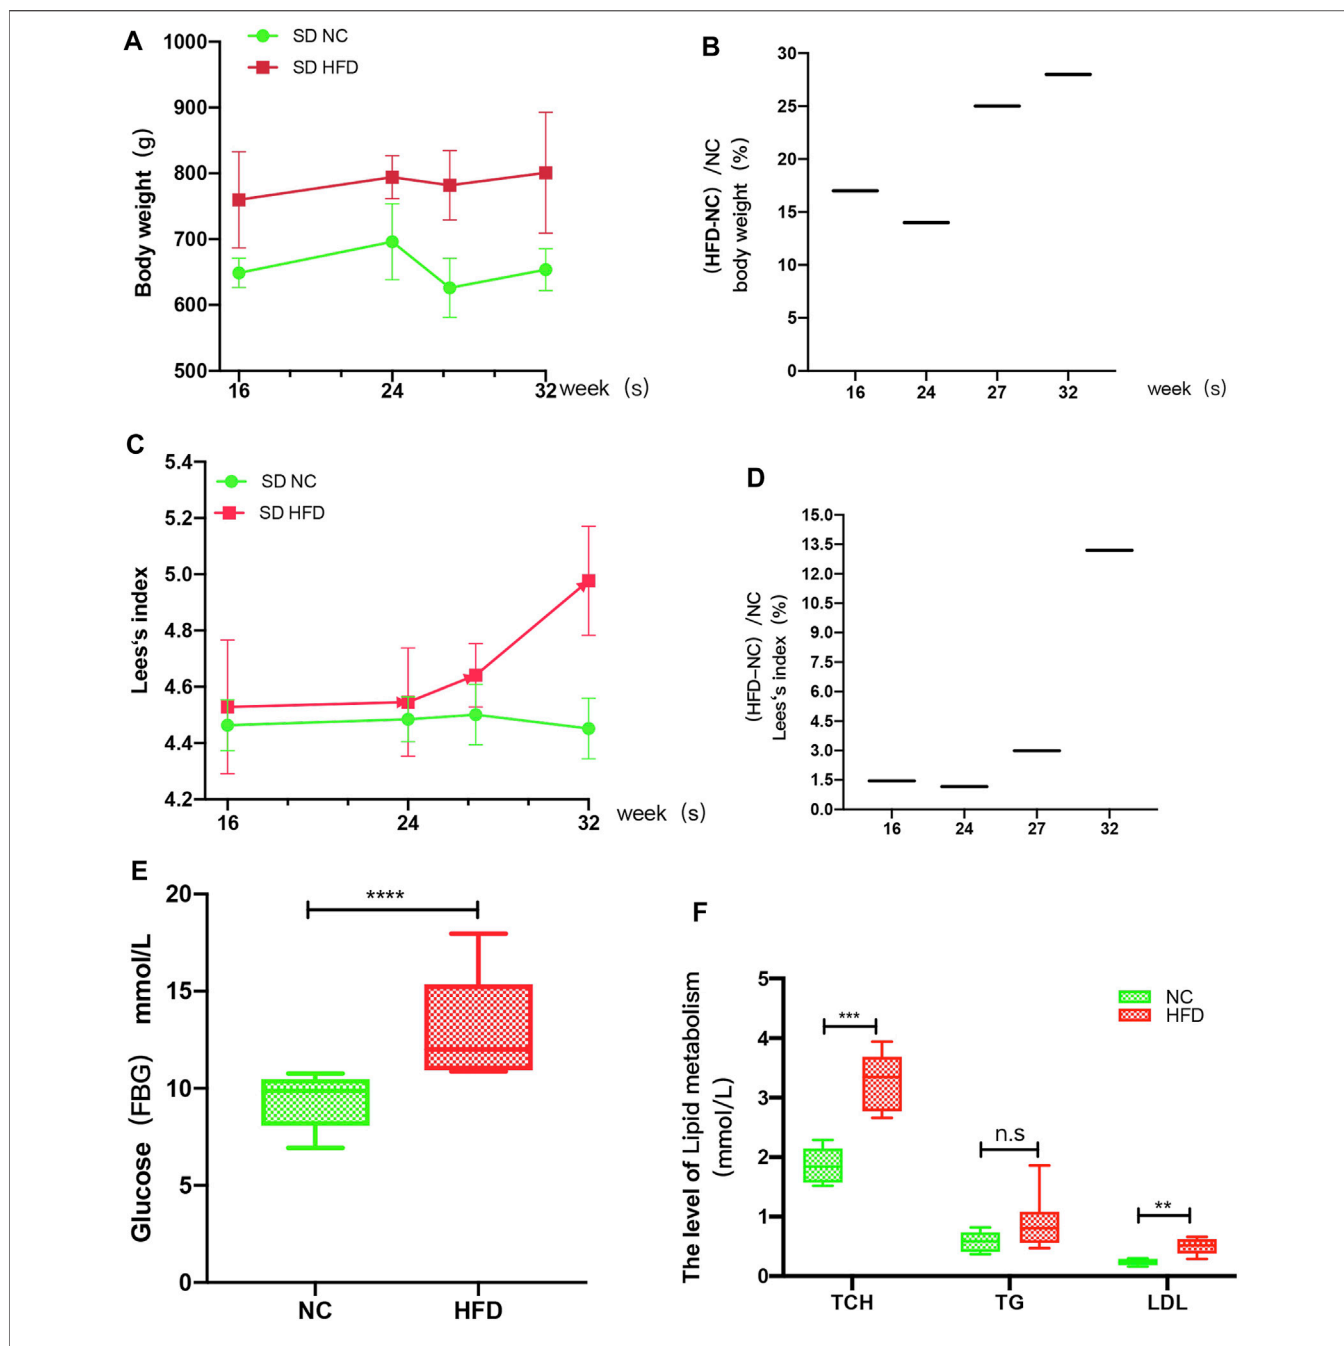 A
SD NC
SD HFD
1000
900
800
700
600
500
Body weight (g)
16
24
32
week (s)
B
30
25
20
15
10
5
0
(HFD-NC) /NC
body weight (%)
16
24
27
32
week (s)
C
SD NC
SD HFD
5.4
5.2
5.0
4.8
4.6
4.4
4.2
Lees‘s index
16
24
32
week (s)
D
15.0
13.5
12.0
10.5
9.0
7.5
6.0
4.5
3.0
1.5
0.0
(HFD–NC) /NC
Lees‘s index (%)
16
24
27
32
E
20
15
10
5
0
Glucose (FBG) mmol/L
****
NC
HFD
F
NC
HFD
5
4
3
2
1
0
The level of Lipid metabolism
(mmol/L)
***
n.s
**
TCH
TG
LDL